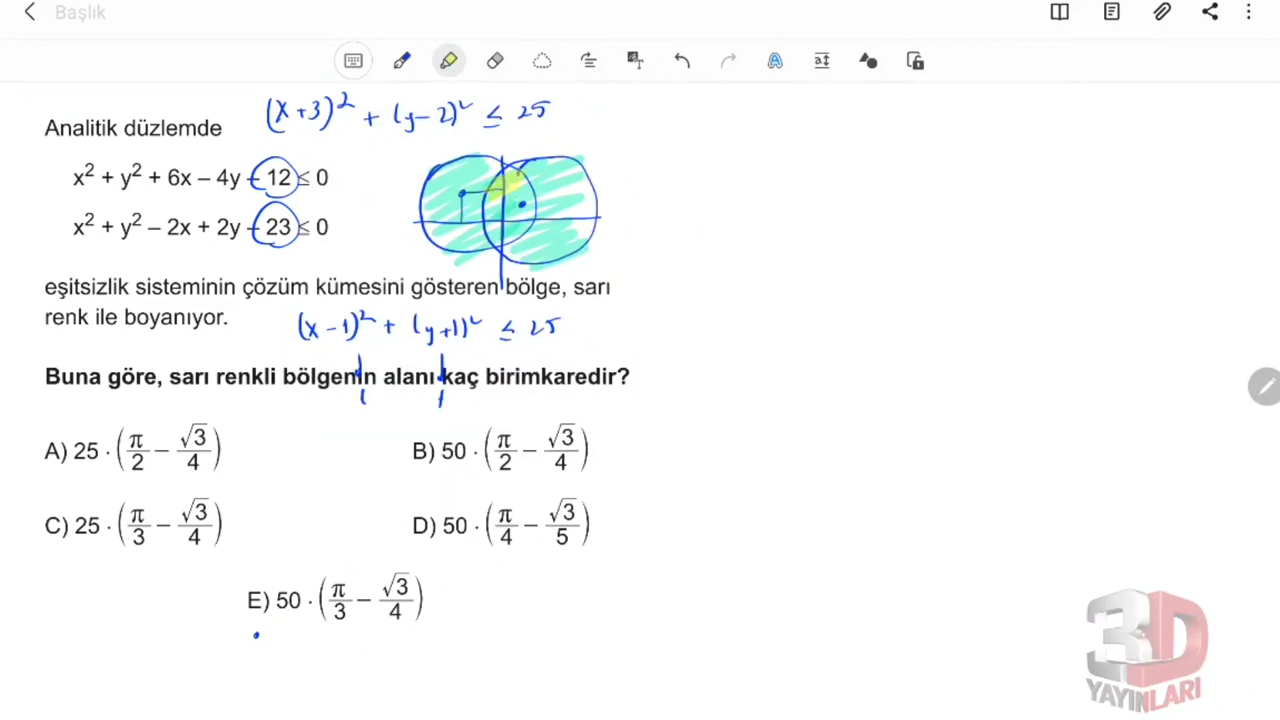 Başlık
(x+3)² + (y-2)² ≤ 25
Analitik düzlemde
x² + y² + 6x – 4y – 12 ≤ 0
x² + y² – 2x + 2y – 23 ≤ 0
eşitsizlik sisteminin çözüm kümesini gösteren bölge, sarı
renk ile boyanıyor.
(x-1)² + (y+1)² ≤ 25
Buna göre, sarı renkli bölgenin alanı kaç birimkaredir?
A) 25 · (π/2 – √3/4)
B) 50 · (π/2 – √3/4)
C) 25 · (π/3 – √3/4)
D) 50 · (π/4 – √3/5)
E) 50 · (π/3 – √3/4)
3D
YAYINLARI